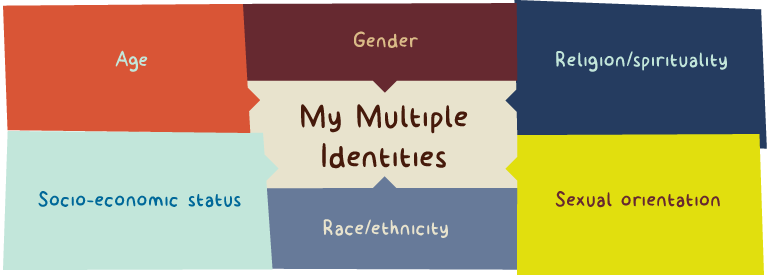 Age
Gender
Religion/spirituality
My Multiple
Identities
Socio-economic status
Race/ethnicity
Sexual orientation